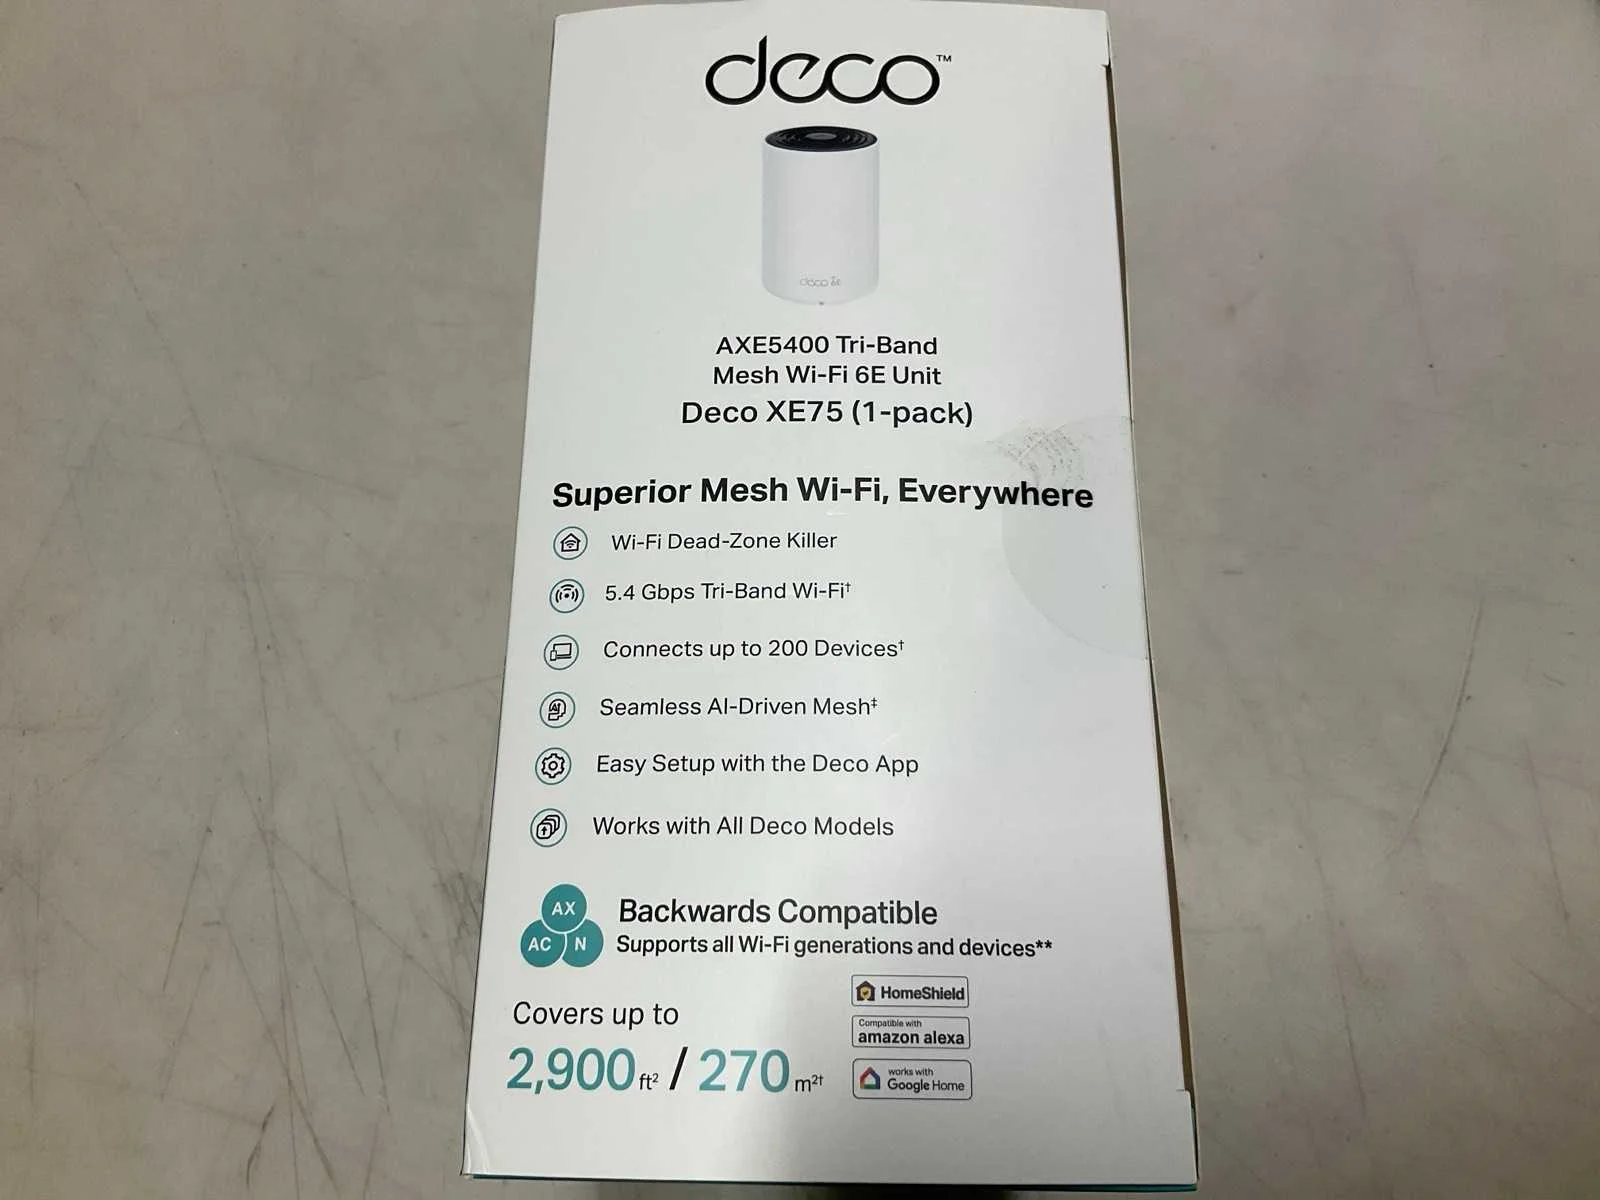 deco™
deco 6E
AXE5400 Tri-Band
Mesh Wi-Fi 6E Unit
Deco XE75 (1-pack)
Superior Mesh Wi-Fi, Everywhere
Wi-Fi Dead-Zone Killer
5.4 Gbps Tri-Band Wi-Fi†
Connects up to 200 Devices†
AI
Seamless AI-Driven Mesh‡
Easy Setup with the Deco App
Works with All Deco Models
AX
AC N
Backwards Compatible
Supports all Wi-Fi generations and devices**
HomeShield
Compatible with
amazon alexa
works with
Google Home
Covers up to
2,900 ft² / 270 m²†